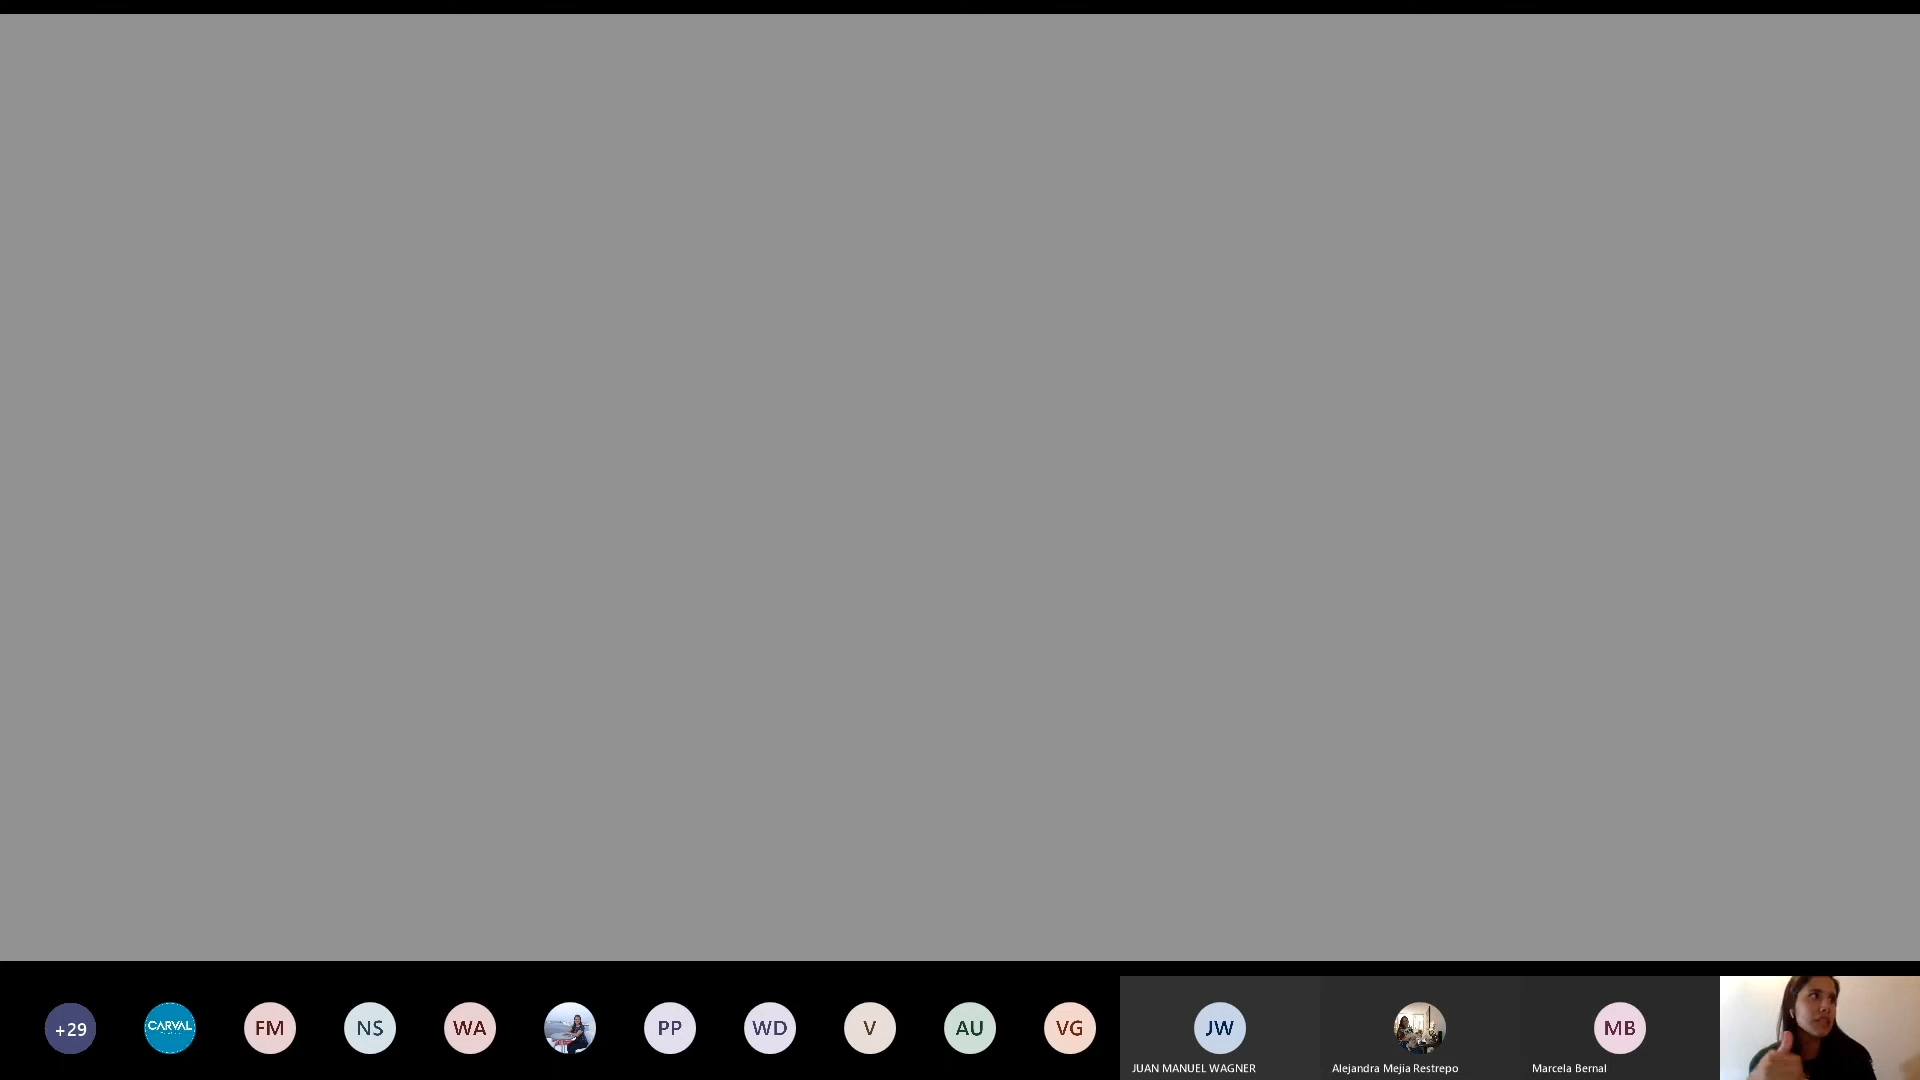 +29
CARVAL
FM
NS
WA
PP
WD
V
AU
VG
JW
MB
JUAN MANUEL WAGNER
Alejandra Mejia Restrepo
Marcela Bernal